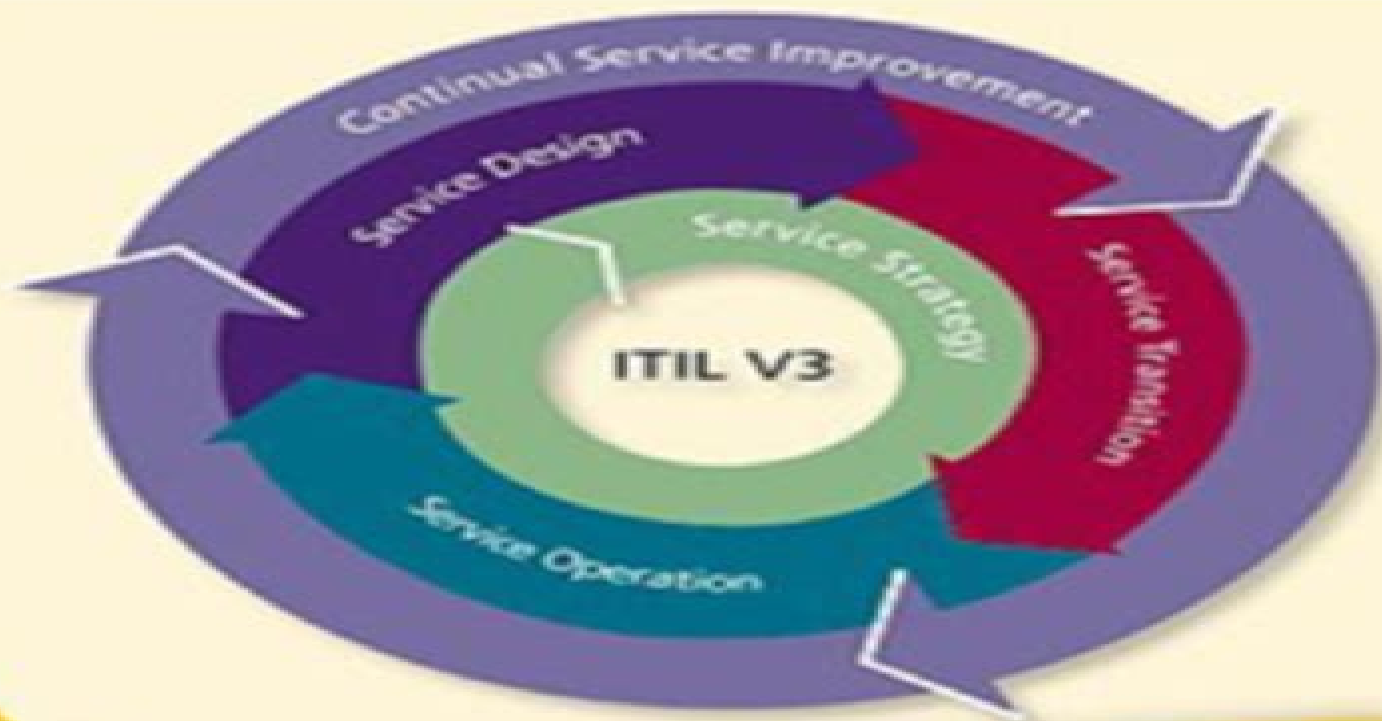 Continual Service Improvement
Service Design
Service Strategy
Service Transition
ITIL V3
Service Operation